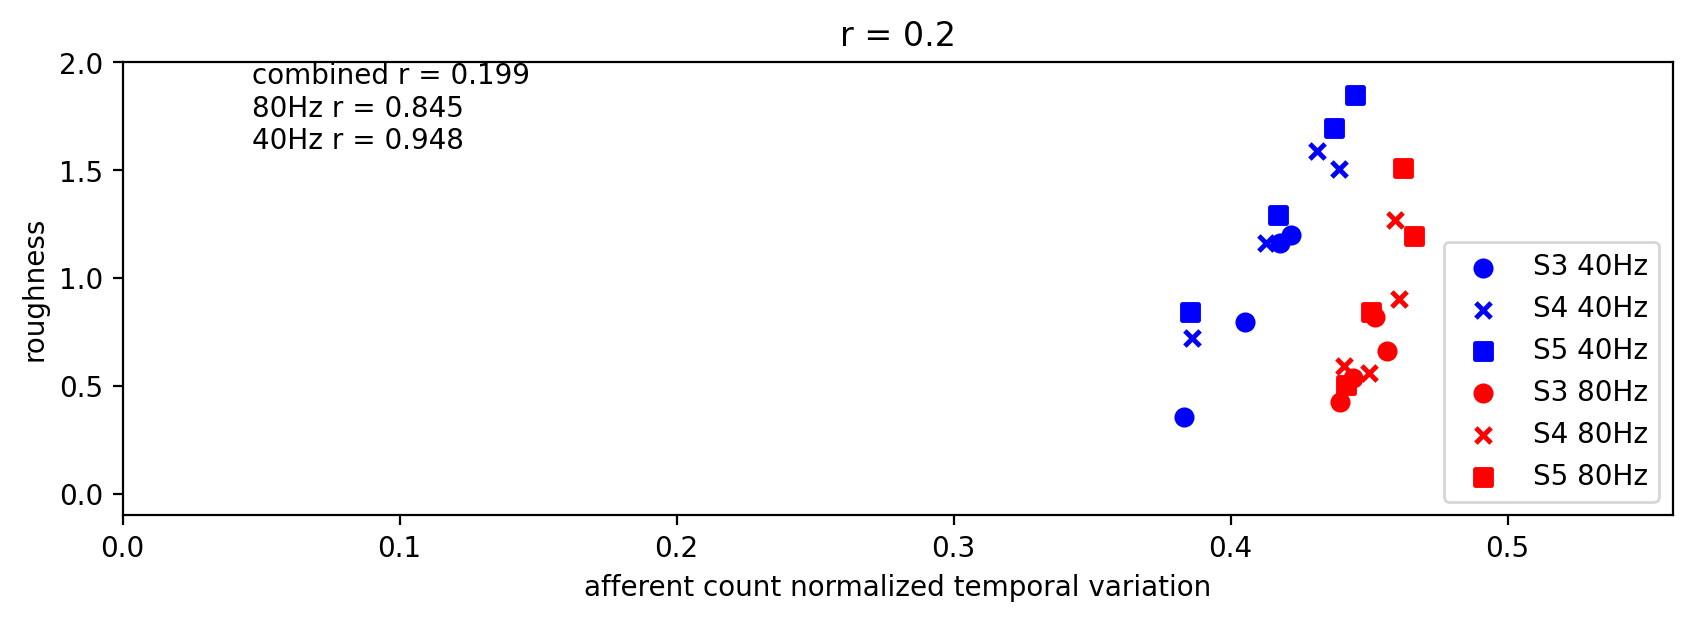 r = 0.2
combined r = 0.199
80Hz r = 0.845
40Hz r = 0.948
2.0
1.5
1.0
0.5
0.0
roughness
S3 40Hz
S4 40Hz
S5 40Hz
S3 80Hz
S4 80Hz
S5 80Hz
0.0 0.1 0.2 0.3 0.4 0.5
afferent count normalized temporal variation